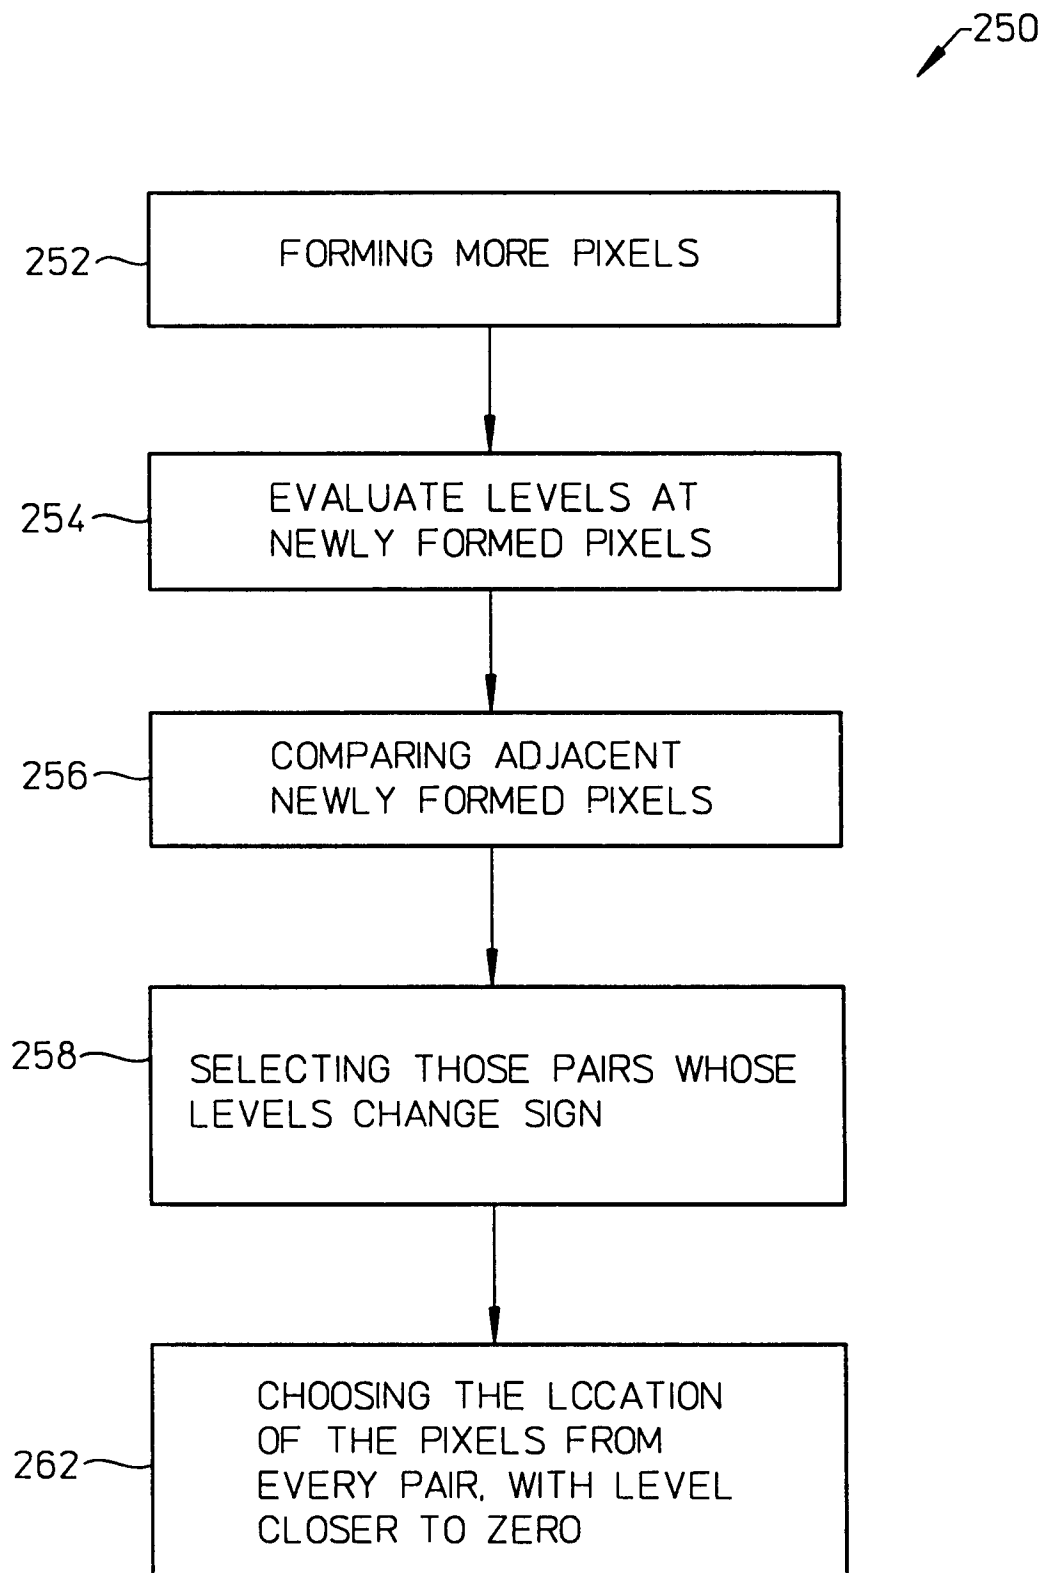 250
252
FORMING MORE PIXELS
254
EVALUATE LEVELS AT
NEWLY FORMED PIXELS
256
COMPARING ADJACENT
NEWLY FORMED PIXELS
258
SELECTING THOSE PAIRS WHOSE
LEVELS CHANGE SIGN
262
CHOOSING THE LCCATION
OF THE PIXELS FROM
EVERY PAIR, WITH LEVEL
CLOSER TO ZERO